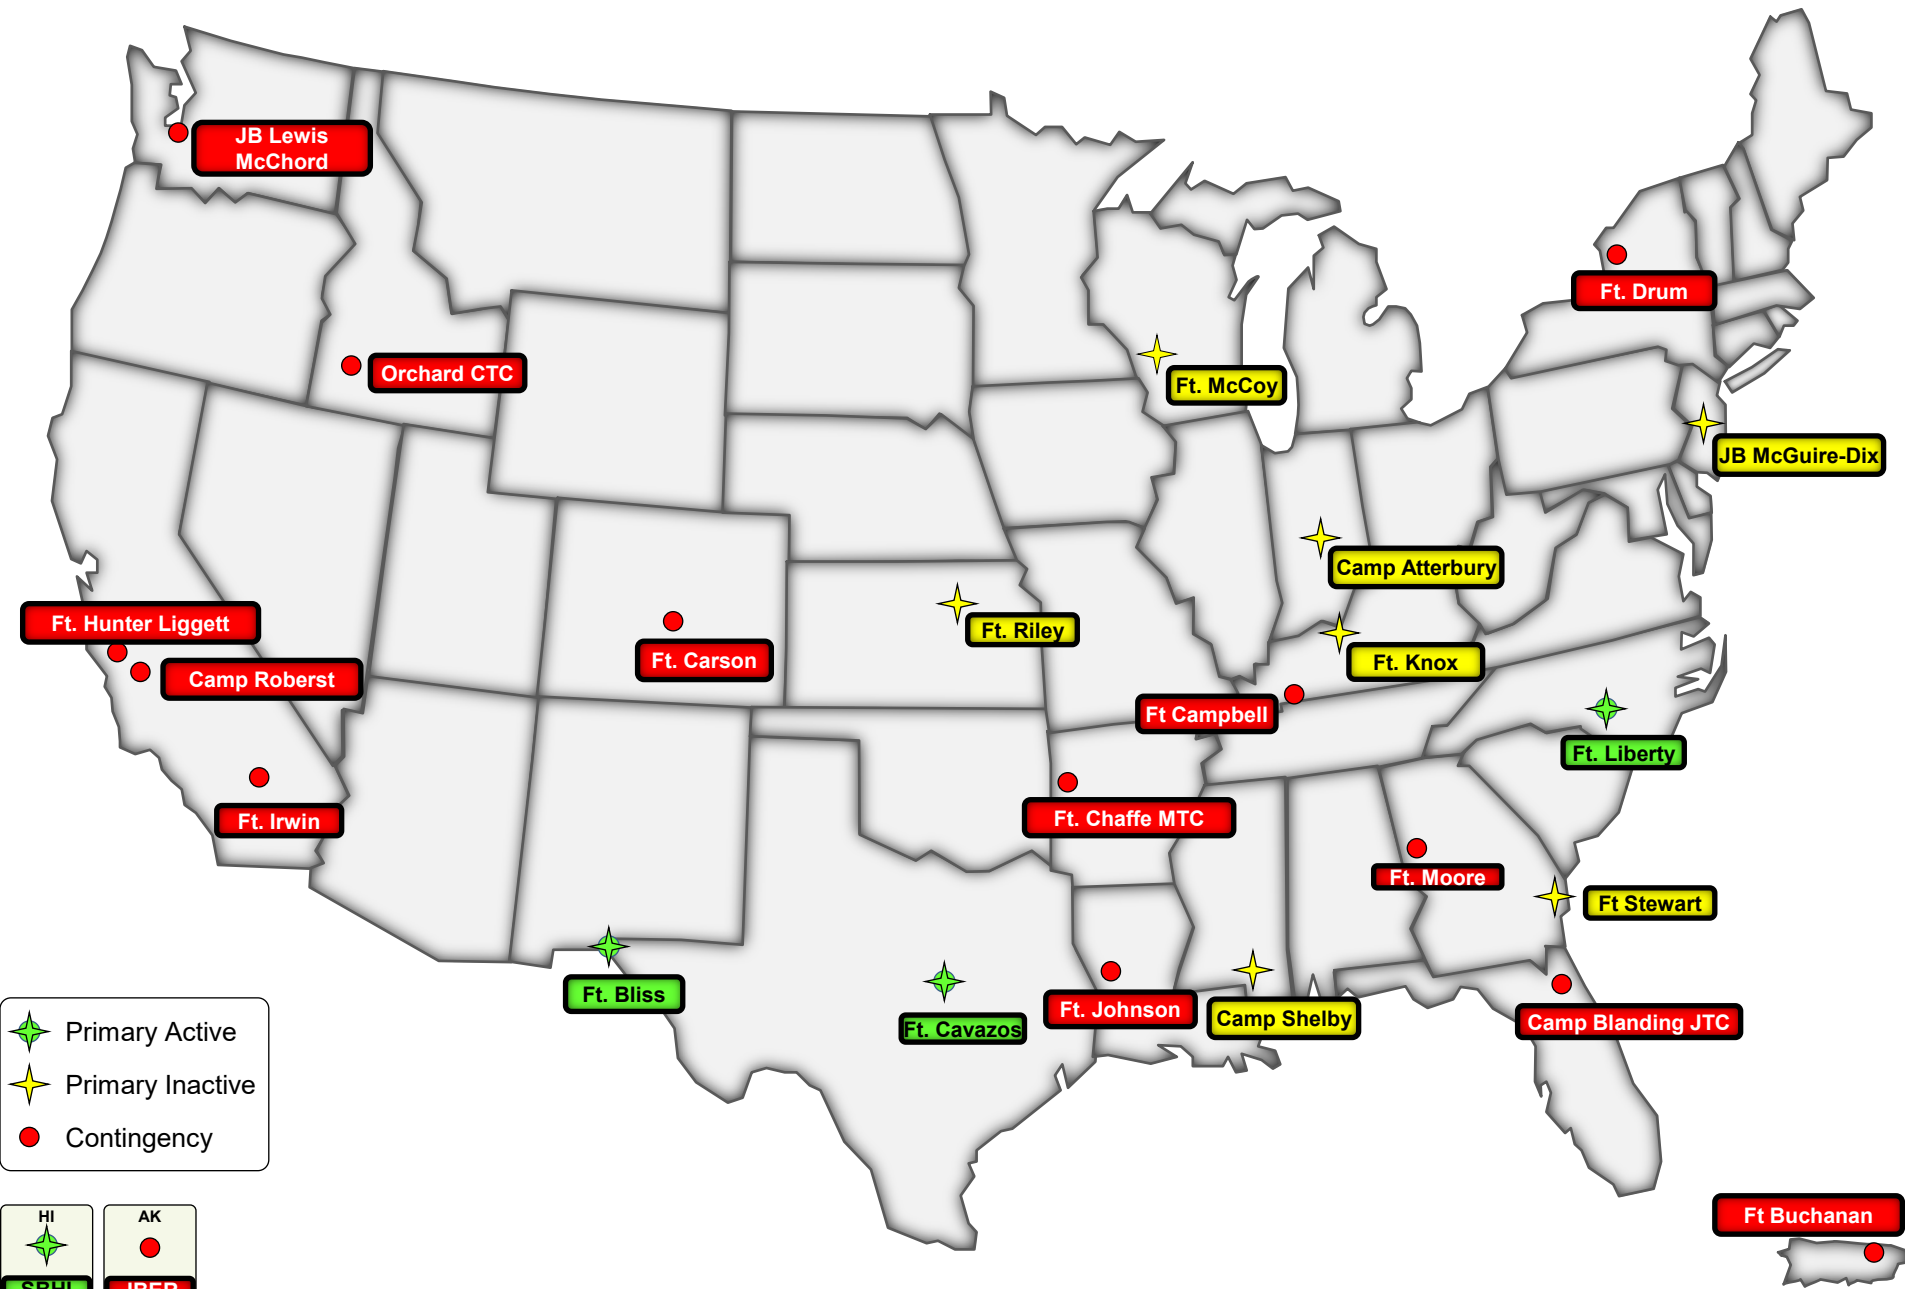 JB Lewis
McChord
Ft. Drum
Orchard CTC
Ft. McCoy
JB McGuire-Dix
Camp Atterbury
Ft. Hunter Liggett
Ft. Riley
Ft. Carson
Ft. Knox
Camp Roberst
Ft Campbell
Ft. Liberty
Ft. Irwin
Ft. Chaffe MTC
Ft. Moore
Ft Stewart
Ft. Bliss
Ft. Johnson
Camp Shelby
Camp Blanding JTC
Ft. Cavazos
Primary Active
Primary Inactive
Contingency
HI
AK
Ft Buchanan
SBHI
JBER